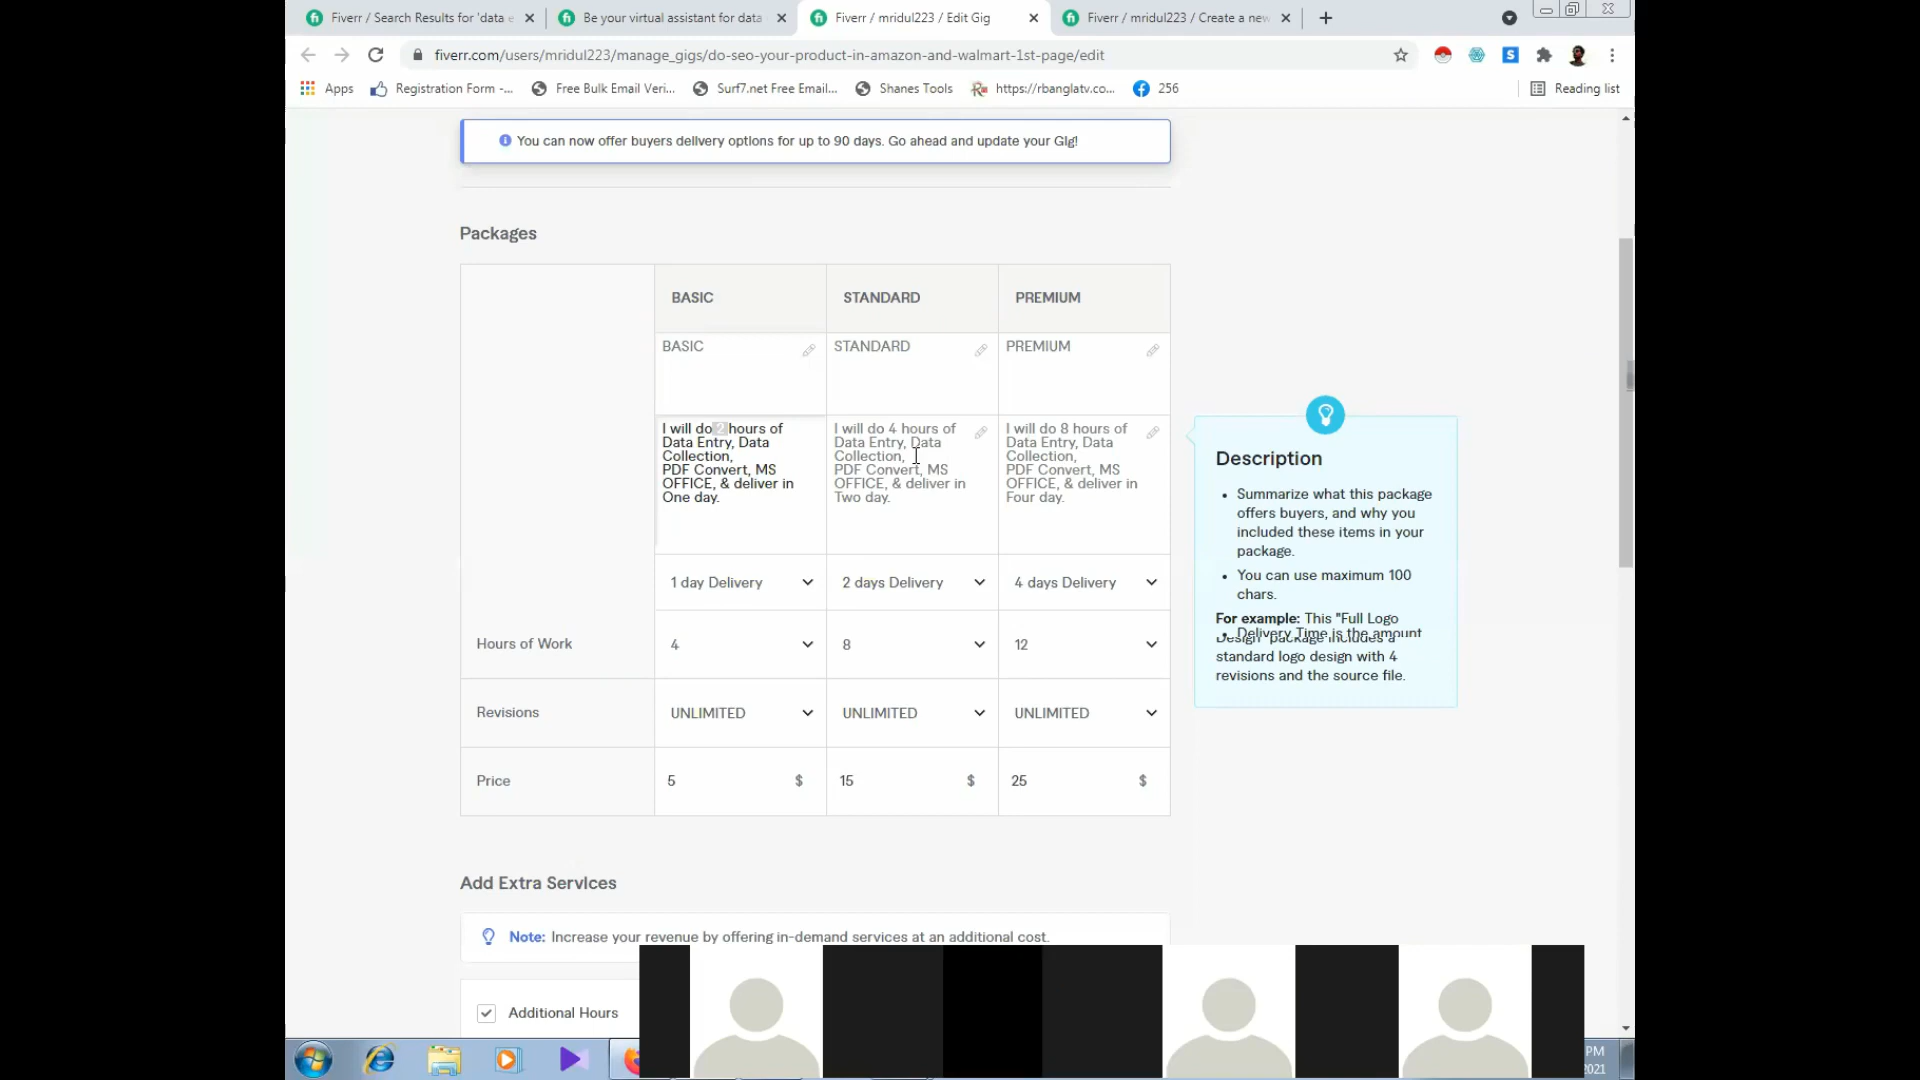 Fiverr / Search Results for 'data e
Be your virtual assistant for data
Fiverr / mridul223 / Edit Gig
Fiverr / mridul223 / Create a new
fiverr.com/users/mridul223/manage_gigs/do-seo-your-product-in-amazon-and-walmart-1st-page/edit
Apps
Registration Form -...
Free Bulk Email Veri...
Surf7.net Free Email...
Shanes Tools
https://rbanglatv.co...
256
Reading list
You can now offer buyers delivery options for up to 90 days. Go ahead and update your GIg!
Packages
BASIC STANDARD PREMIUM
BASIC STANDARD PREMIUM
I will do 2 hours of
Data Entry, Data
Collection,
PDF Convert, MS
OFFICE, & deliver in
One day.
I will do 4 hours of
Data Entry, Data
Collection,
PDF Convert, MS
OFFICE, & deliver in
Two day.
I will do 8 hours of
Data Entry, Data
Collection,
PDF Convert, MS
OFFICE, & deliver in
Four day.
1 day Delivery 2 days Delivery 4 days Delivery
Hours of Work 4 8 12
Revisions UNLIMITED UNLIMITED UNLIMITED
Price 5 $ 15 $ 25 $
Description
Summarize what this package
offers buyers, and why you
included these items in your
package.
You can use maximum 100
chars.
For example: This "Full Logo
Delivery Time is the amount
Design" package includes a
standard logo design with 4
revisions and the source file.
Add Extra Services
Note: Increase your revenue by offering in-demand services at an additional cost.
Additional Hours
PM
2021